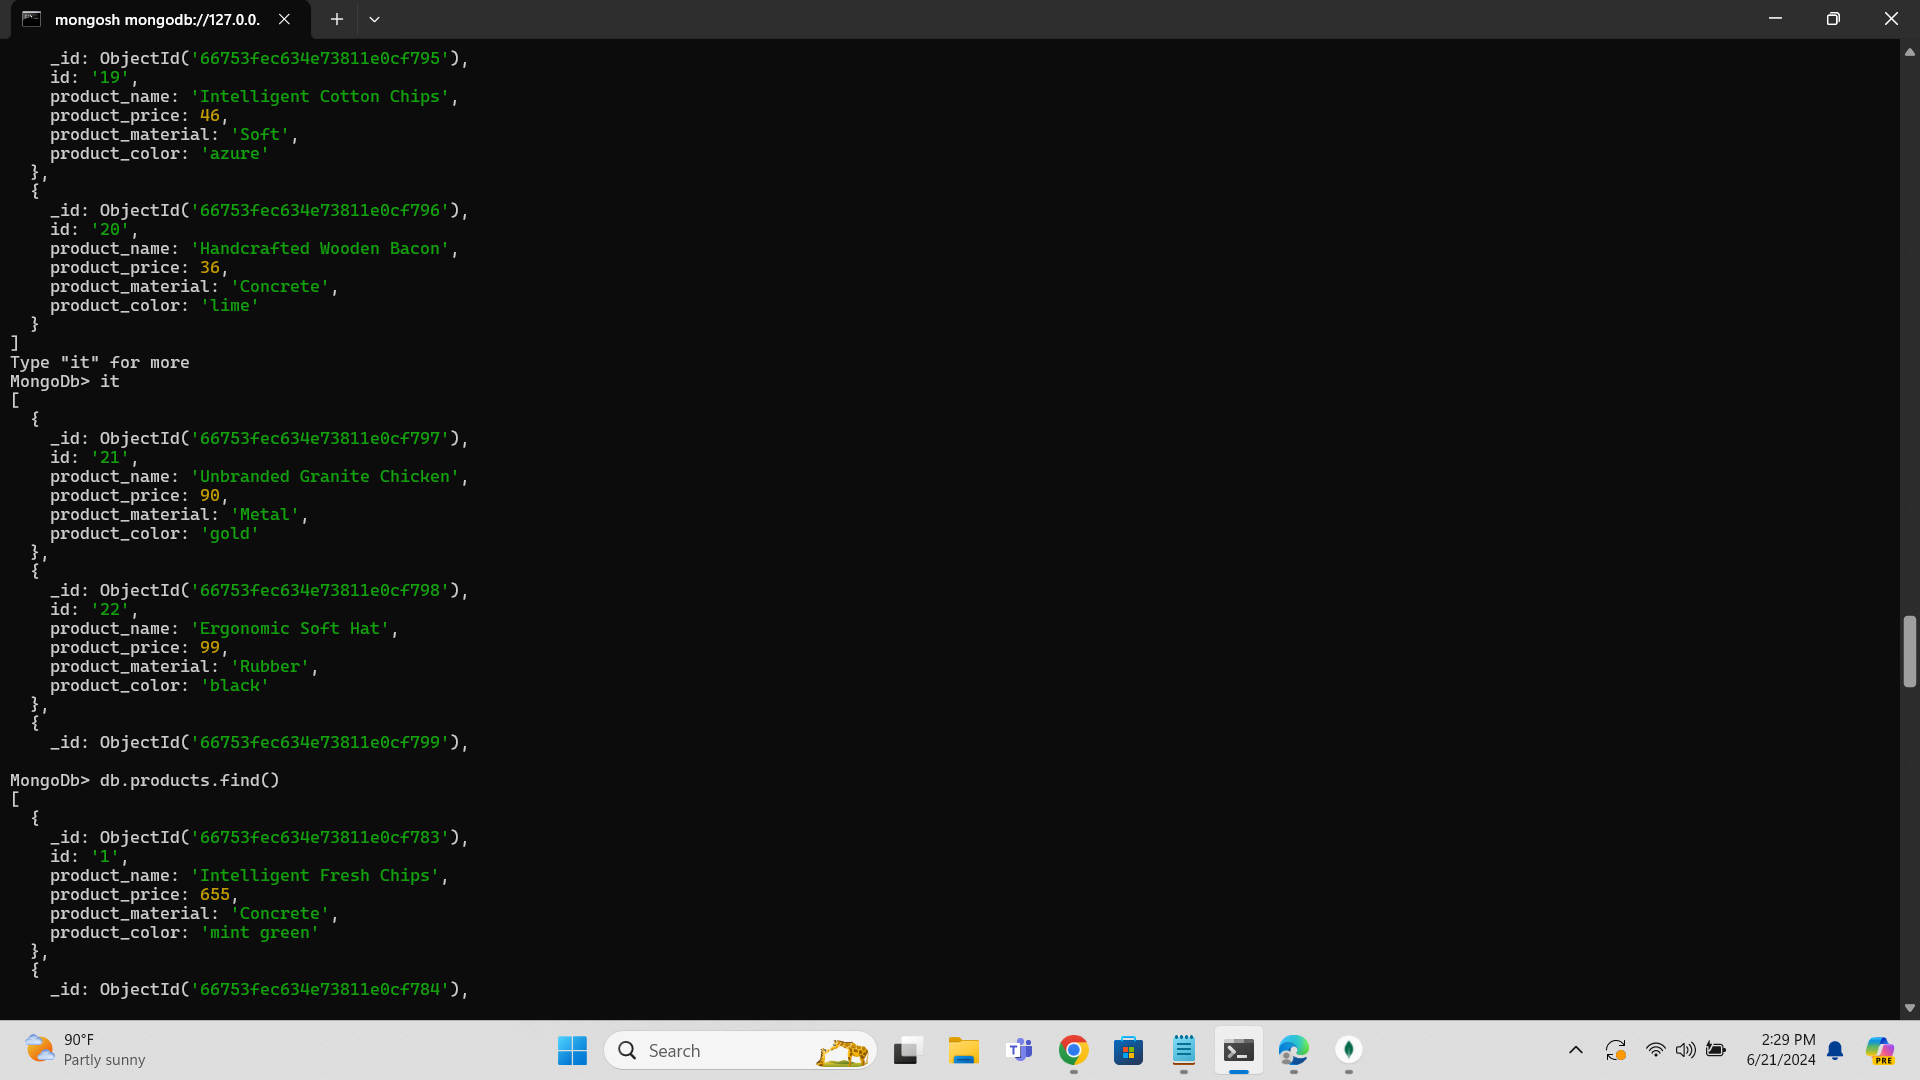 mongosh mongodb://127.0.0.
_id: ObjectId('66753fec634e73811e0cf795'),
id: '19',
product_name: 'Intelligent Cotton Chips',
product_price: 46,
product_material: 'Soft',
product_color: 'azure'
},
{
_id: ObjectId('66753fec634e73811e0cf796'),
id: '20',
product_name: 'Handcrafted Wooden Bacon',
product_price: 36,
product_material: 'Concrete',
product_color: 'lime'
}
]
Type "it" for more
MongoDb> it
[
{
_id: ObjectId('66753fec634e73811e0cf797'),
id: '21',
product_name: 'Unbranded Granite Chicken',
product_price: 90,
product_material: 'Metal',
product_color: 'gold'
},
{
_id: ObjectId('66753fec634e73811e0cf798'),
id: '22',
product_name: 'Ergonomic Soft Hat',
product_price: 99,
product_material: 'Rubber',
product_color: 'black'
},
{
_id: ObjectId('66753fec634e73811e0cf799'),
MongoDb> db.products.find()
[
{
_id: ObjectId('66753fec634e73811e0cf783'),
id: '1',
product_name: 'Intelligent Fresh Chips',
product_price: 655,
product_material: 'Concrete',
product_color: 'mint green'
},
{
_id: ObjectId('66753fec634e73811e0cf784'),
90°F
Partly sunny
Search
2:29 PM
6/21/2024
PRE